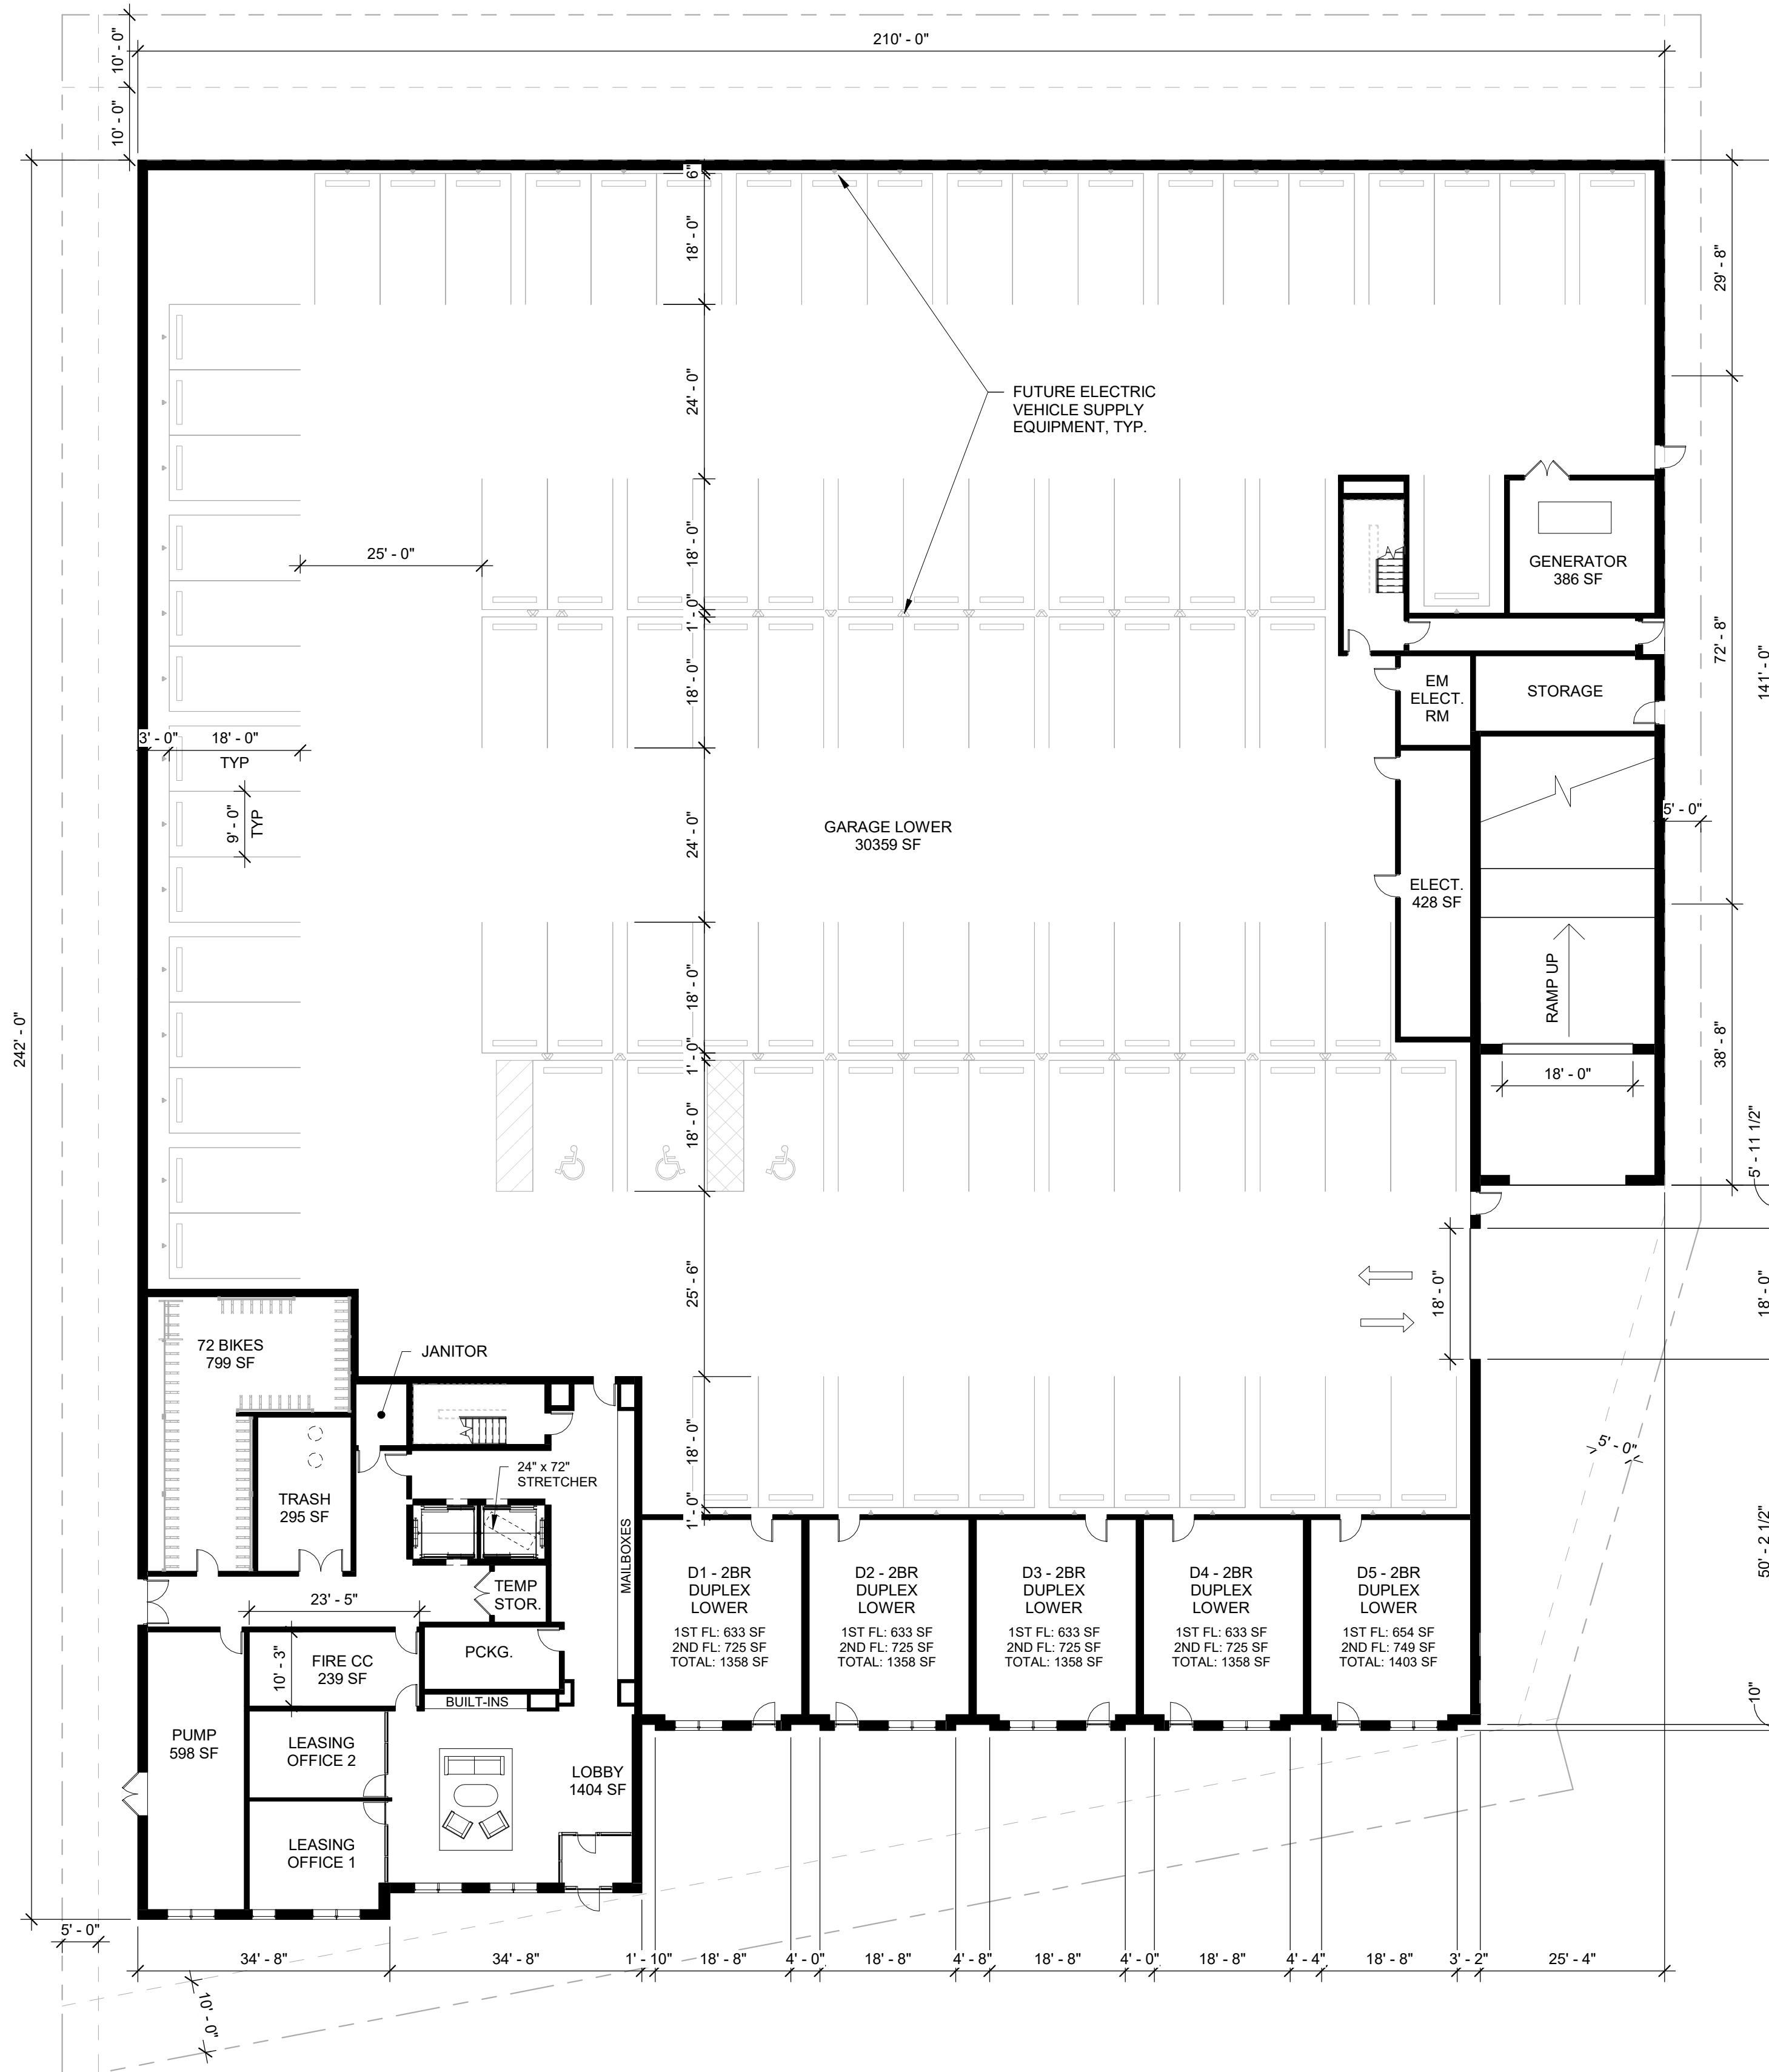 210' - 0"
10' - 0"
10' - 0"
6"
18' - 0"
29' - 8"
24' - 0"
FUTURE ELECTRIC
VEHICLE SUPPLY
EQUIPMENT, TYP.
25' - 0"
18' - 0"
GENERATOR
386 SF
1' - 0"
72' - 8"
141' - 0"
18' - 0"
EM
ELECT.
RM
STORAGE
3' - 0"
18' - 0"
TYP
9' - 0"
TYP
24' - 0"
GARAGE LOWER
30359 SF
5' - 0"
ELECT.
428 SF
RAMP UP
18' - 0"
242' - 0"
1' - 0"
38' - 8"
18' - 0"
18' - 0"
5' - 11 1/2"
25' - 6"
18' - 0"
18' - 0"
72 BIKES
799 SF
JANITOR
18' - 0"
5' - 0"
24" x 72"
STRETCHER
TRASH
295 SF
1' - 0"
MAILBOXES
50' - 2 1/2"
TEMP
STOR.
D1 - 2BR
DUPLEX
LOWER
1ST FL: 633 SF
2ND FL: 725 SF
TOTAL: 1358 SF
D2 - 2BR
DUPLEX
LOWER
1ST FL: 633 SF
2ND FL: 725 SF
TOTAL: 1358 SF
D3 - 2BR
DUPLEX
LOWER
1ST FL: 633 SF
2ND FL: 725 SF
TOTAL: 1358 SF
D4 - 2BR
DUPLEX
LOWER
1ST FL: 633 SF
2ND FL: 725 SF
TOTAL: 1358 SF
D5 - 2BR
DUPLEX
LOWER
1ST FL: 654 SF
2ND FL: 749 SF
TOTAL: 1403 SF
23' - 5"
10' - 3"
FIRE CC
239 SF
PCKG.
BUILT-INS
10"
PUMP
598 SF
LEASING
OFFICE 2
LOBBY
1404 SF
LEASING
OFFICE 1
5' - 0"
34' - 8"
34' - 8"
1' - 10"
18' - 8"
4' - 0"
18' - 8"
4' - 8"
18' - 8"
4' - 0"
18' - 8"
4' - 4"
18' - 8"
3' - 2"
25' - 4"
10' - 0"